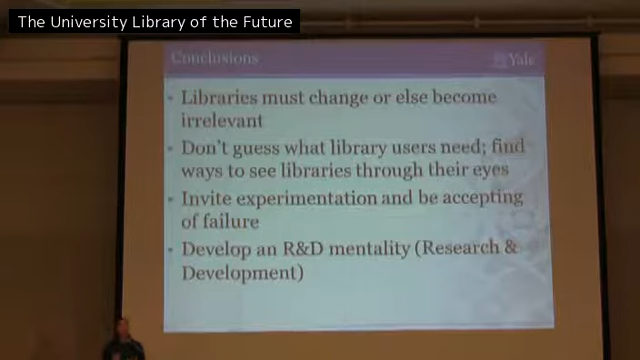 The University Library of the Future
Conclusions
Yale
Libraries must change or else become
irrelevant
Don't guess what library users need; find
ways to see libraries through their eyes
Invite experimentation and be accepting
of failure
Develop an R&D mentality (Research &
Development)